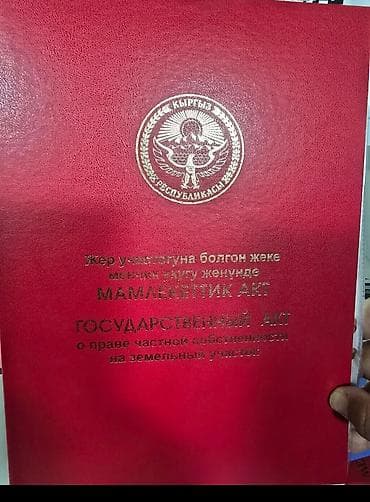 КЫРГЫЗ
РЕСПУБЛИКАСЫ
Жер участогуна болгон жеке
менчик укугу жөнүндө
МАМЛЕКЕТТИК АКТ
ГОСУДАРСТВЕННЫЙ АКТ
о праве частной собственности
на земельный участок